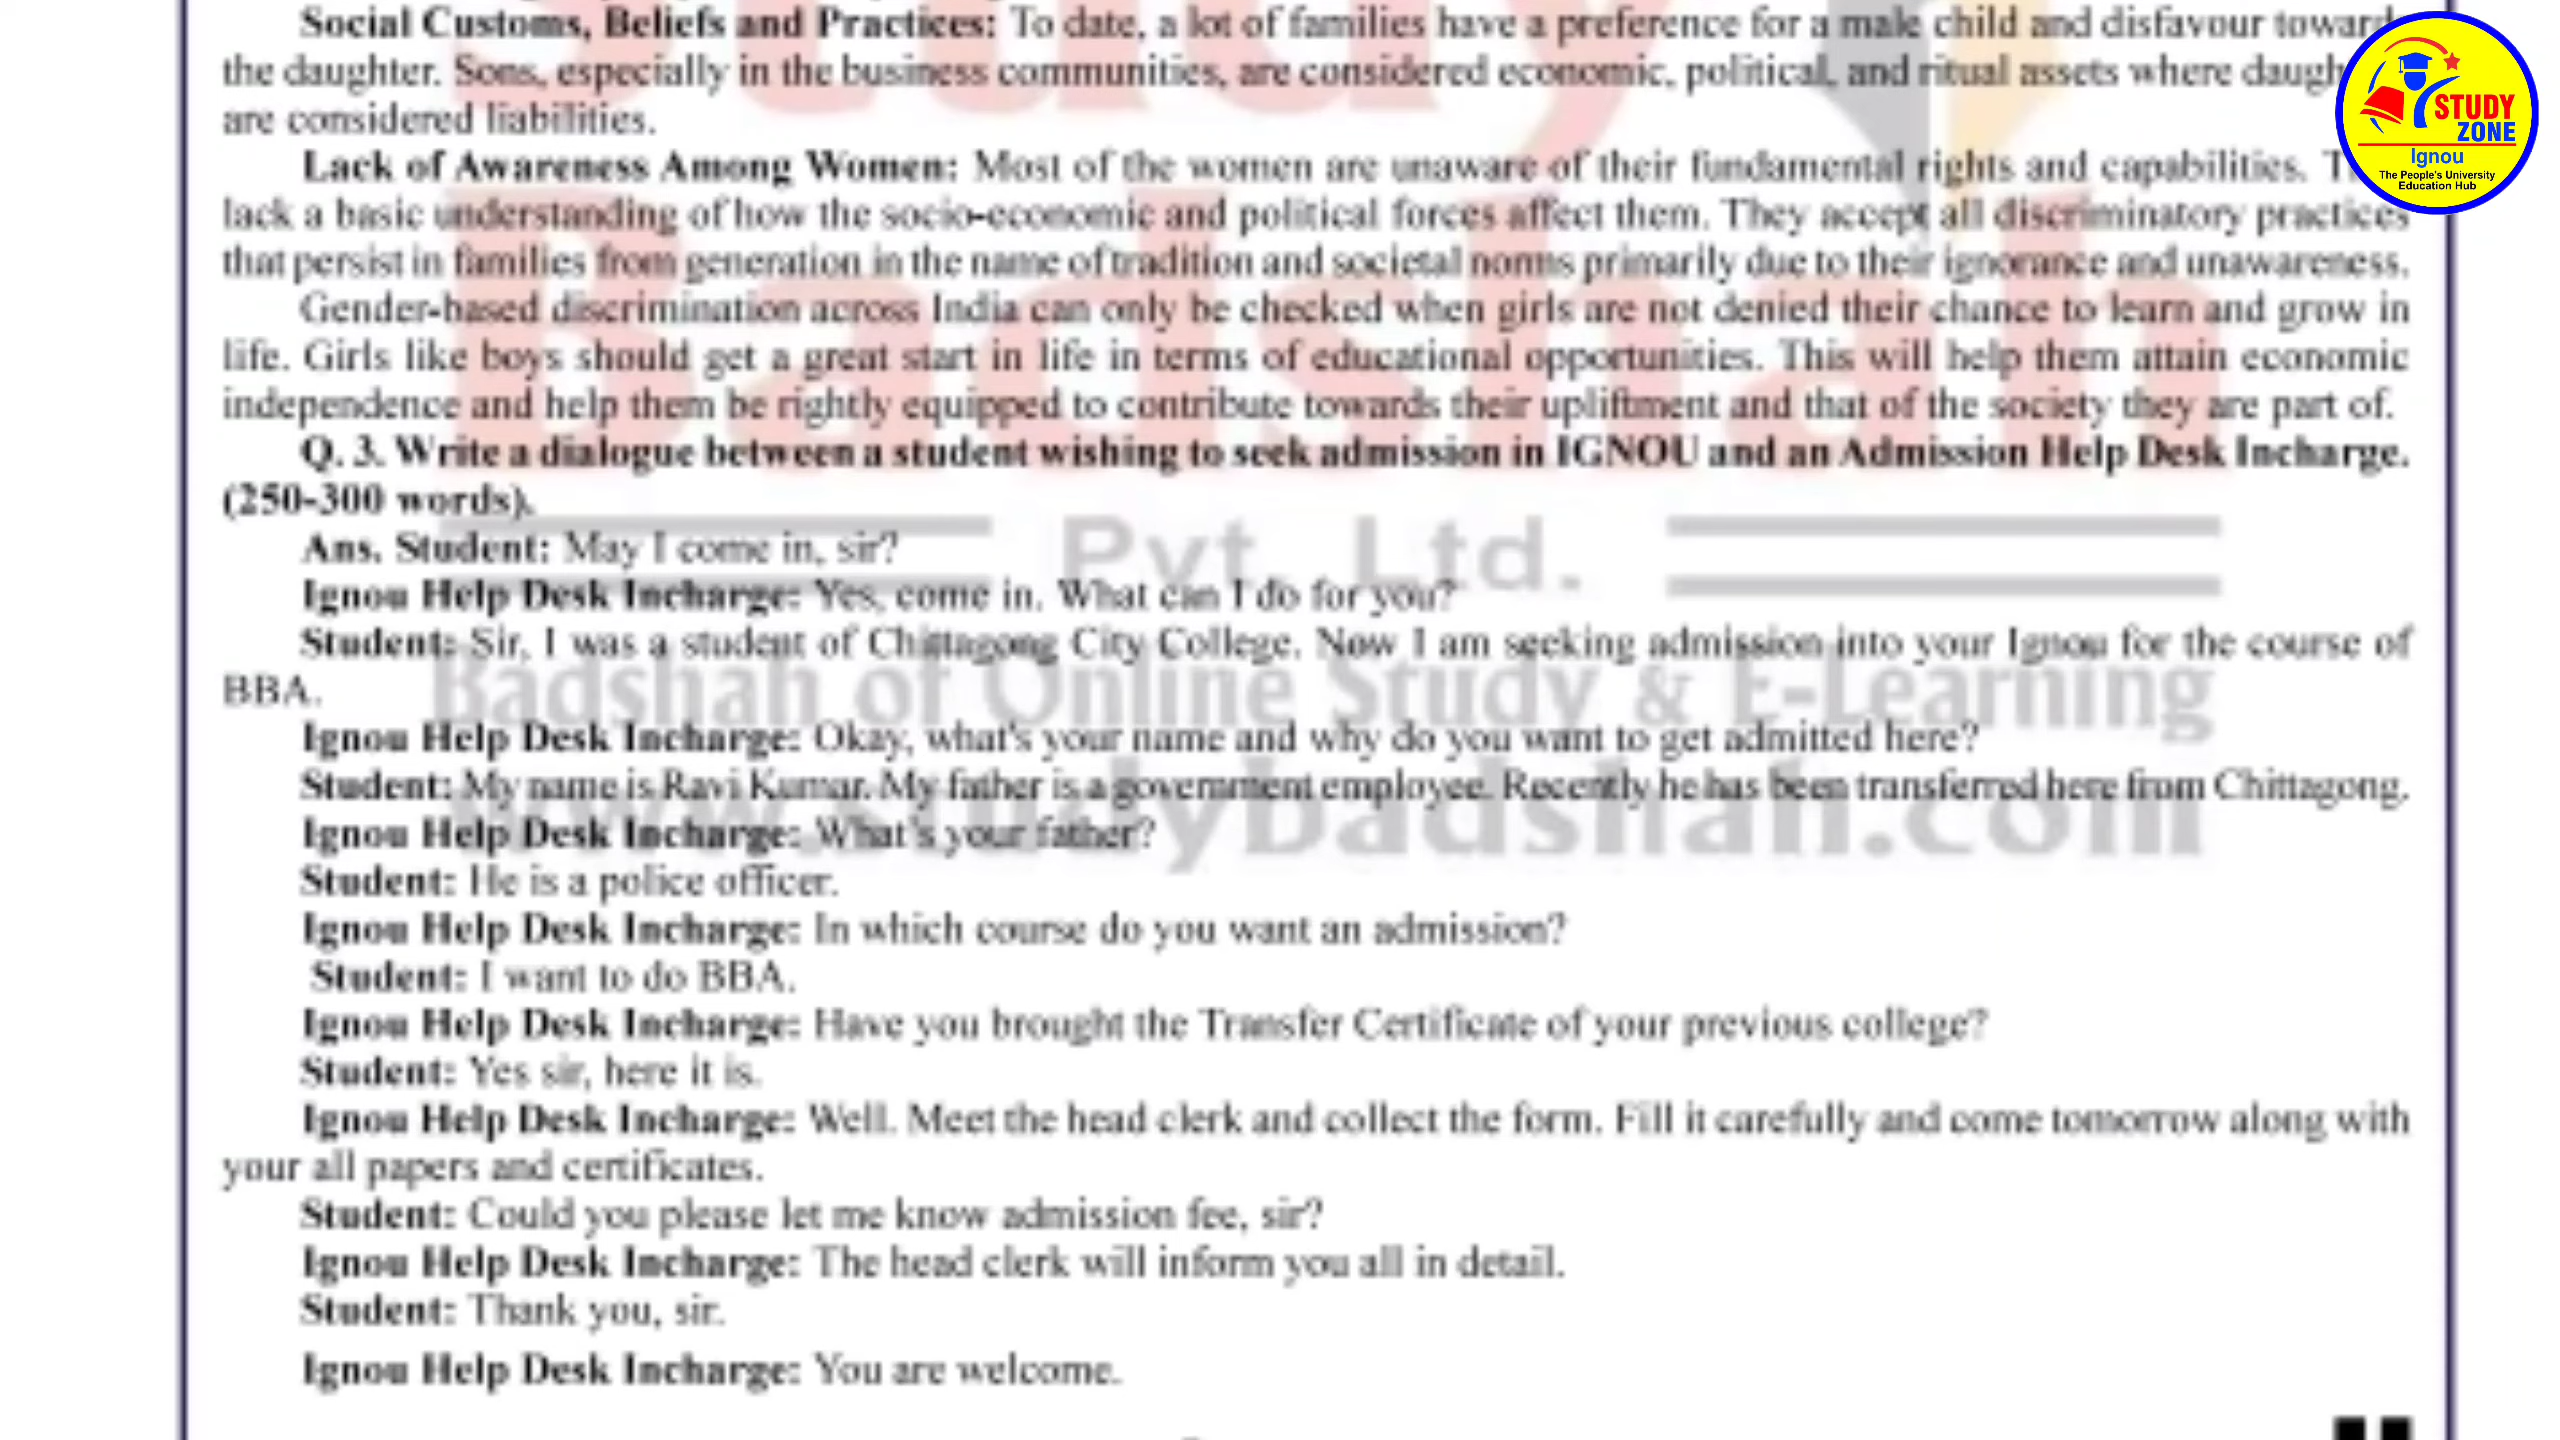 Social Customs, Beliefs and Practices: To date, a lot of families have a preference for a male child and disfavour toward
the daughter. Sons, especially in the business communities, are considered economic, political, and ritual assets where daugh
are considered liabilities.
Lack of Awareness Among Women: Most of the women are unaware of their fundamental rights and capabilities. T
lack a basic understanding of how the socio-economic and political forces affect them. They accept all discriminatory practices
that persist in families from generation in the name of tradition and societal norms primarily due to their ignorance and unawareness.
Gender-based discrimination across India can only be checked when girls are not denied their chance to learn and grow in
life. Girls like boys should get a great start in life in terms of educational opportunities. This will help them attain economic
independence and help them be rightly equipped to contribute towards their upliftment and that of the society they are part of.
Q. 3. Write a dialogue between a student wishing to seek admission in IGNOU and an Admission Help Desk Incharge.
(250-300 words).
Ans. Student: May I come in, sir?
Ignou Help Desk Incharge: Yes, come in. What can I do for you?
Student: Sir, I was a student of Chittagong City College. Now I am seeking admission into your Ignou for the course of
BBA.
Ignou Help Desk Incharge: Okay, what's your name and why do you want to get admitted here?
Student: My name is Ravi Kumar. My father is a government employee. Recently he has been transferred here from Chittagong.
Ignou Help Desk Incharge: What's your father?
Student: He is a police officer.
Ignou Help Desk Incharge: In which course do you want an admission?
Student: I want to do BBA.
Ignou Help Desk Incharge: Have you brought the Transfer Certificate of your previous college?
Student: Yes sir, here it is.
Ignou Help Desk Incharge: Well. Meet the head clerk and collect the form. Fill it carefully and come tomorrow along with
your all papers and certificates.
Student: Could you please let me know admission fee, sir?
Ignou Help Desk Incharge: The head clerk will inform you all in detail.
Student: Thank you, sir.
Ignou Help Desk Incharge: You are welcome.
STUDY
ZONE
Ignou
The People's University
Education Hub
Study
Badshah
Pvt. Ltd.
Badshah of Online Study & E-Learning
www.studybadshah.com